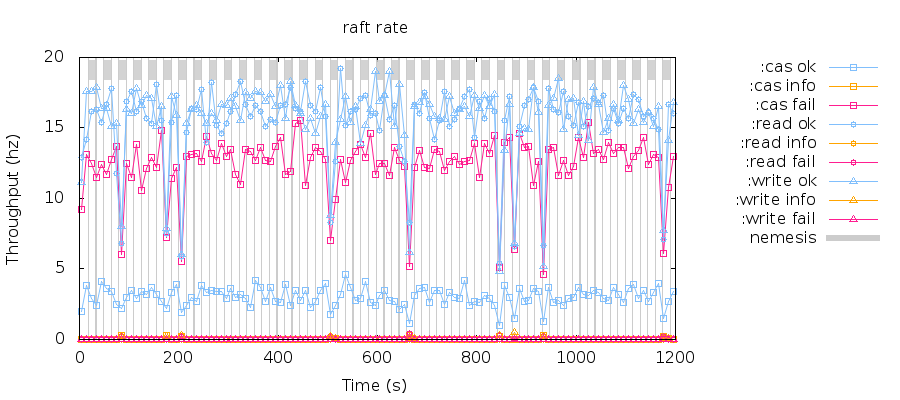 raft rate
Throughput (hz)
20
15
10
5
0
0 200 400 600 800 1000 1200
Time (s)
:cas ok
:cas info
:cas fail
:read ok
:read info
:read fail
:write ok
:write info
:write fail
nemesis